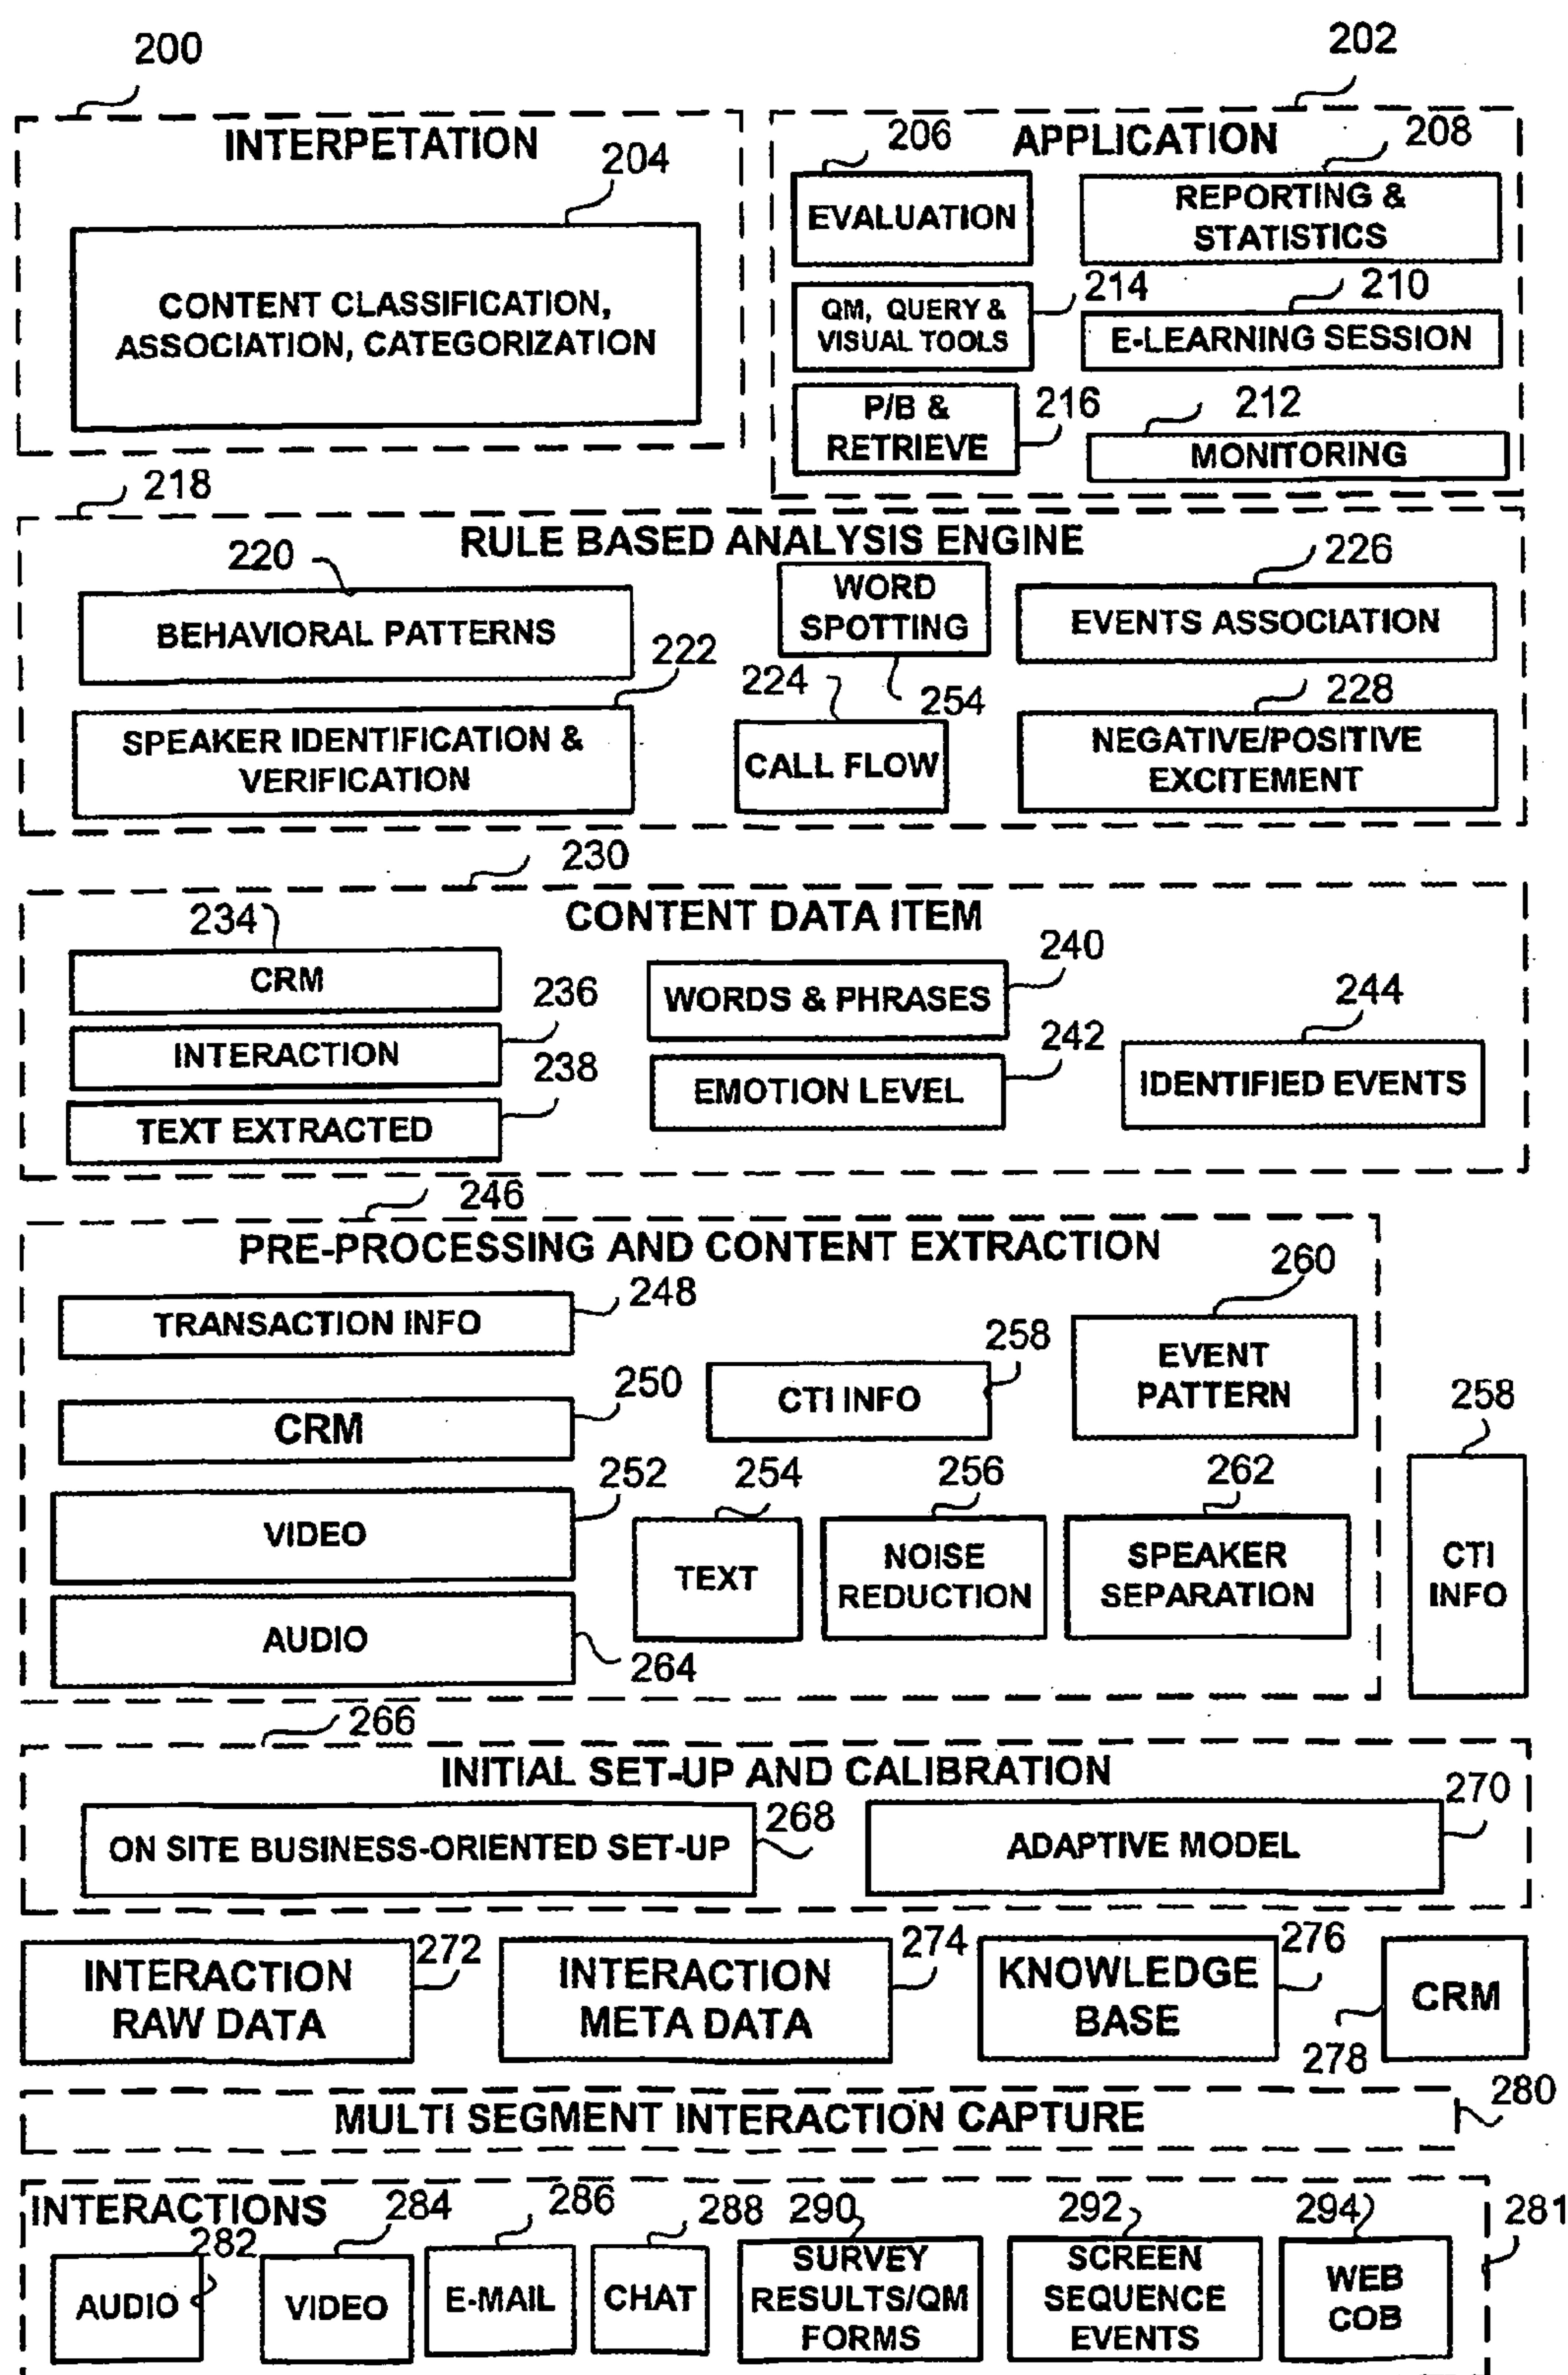 200
202
INTERPETATION
204
CONTENT CLASSIFICATION,
ASSOCIATION, CATEGORIZATION
APPLICATION
206
208
EVALUATION
REPORTING &
STATISTICS
QM, QUERY &
VISUAL TOOLS
214
210
E-LEARNING SESSION
P/B &
RETRIEVE
216
212
MONITORING
218
RULE BASED ANALYSIS ENGINE
220
BEHAVIORAL PATTERNS
WORD
SPOTTING
226
EVENTS ASSOCIATION
222
224
254
228
SPEAKER IDENTIFICATION &
VERIFICATION
CALL FLOW
NEGATIVE/POSITIVE
EXCITEMENT
230
CONTENT DATA ITEM
234
CRM
236
INTERACTION
238
TEXT EXTRACTED
240
WORDS & PHRASES
242
EMOTION LEVEL
244
IDENTIFIED EVENTS
246
PRE-PROCESSING AND CONTENT EXTRACTION
248
TRANSACTION INFO
260
EVENT
PATTERN
258
CTI INFO
250
CRM
258
CTI
INFO
252
VIDEO
254
TEXT
256
NOISE
REDUCTION
262
SPEAKER
SEPARATION
AUDIO
264
266
INITIAL SET-UP AND CALIBRATION
ON SITE BUSINESS-ORIENTED SET-UP
268
ADAPTIVE MODEL
270
INTERACTION
RAW DATA
272
INTERACTION
META DATA
274
KNOWLEDGE
BASE
276
CRM
278
MULTI SEGMENT INTERACTION CAPTURE
280
INTERACTIONS
281
282
AUDIO
284
VIDEO
286
E-MAIL
288
CHAT
290
SURVEY
RESULTS/QM
FORMS
292
SCREEN
SEQUENCE
EVENTS
294
WEB
COB